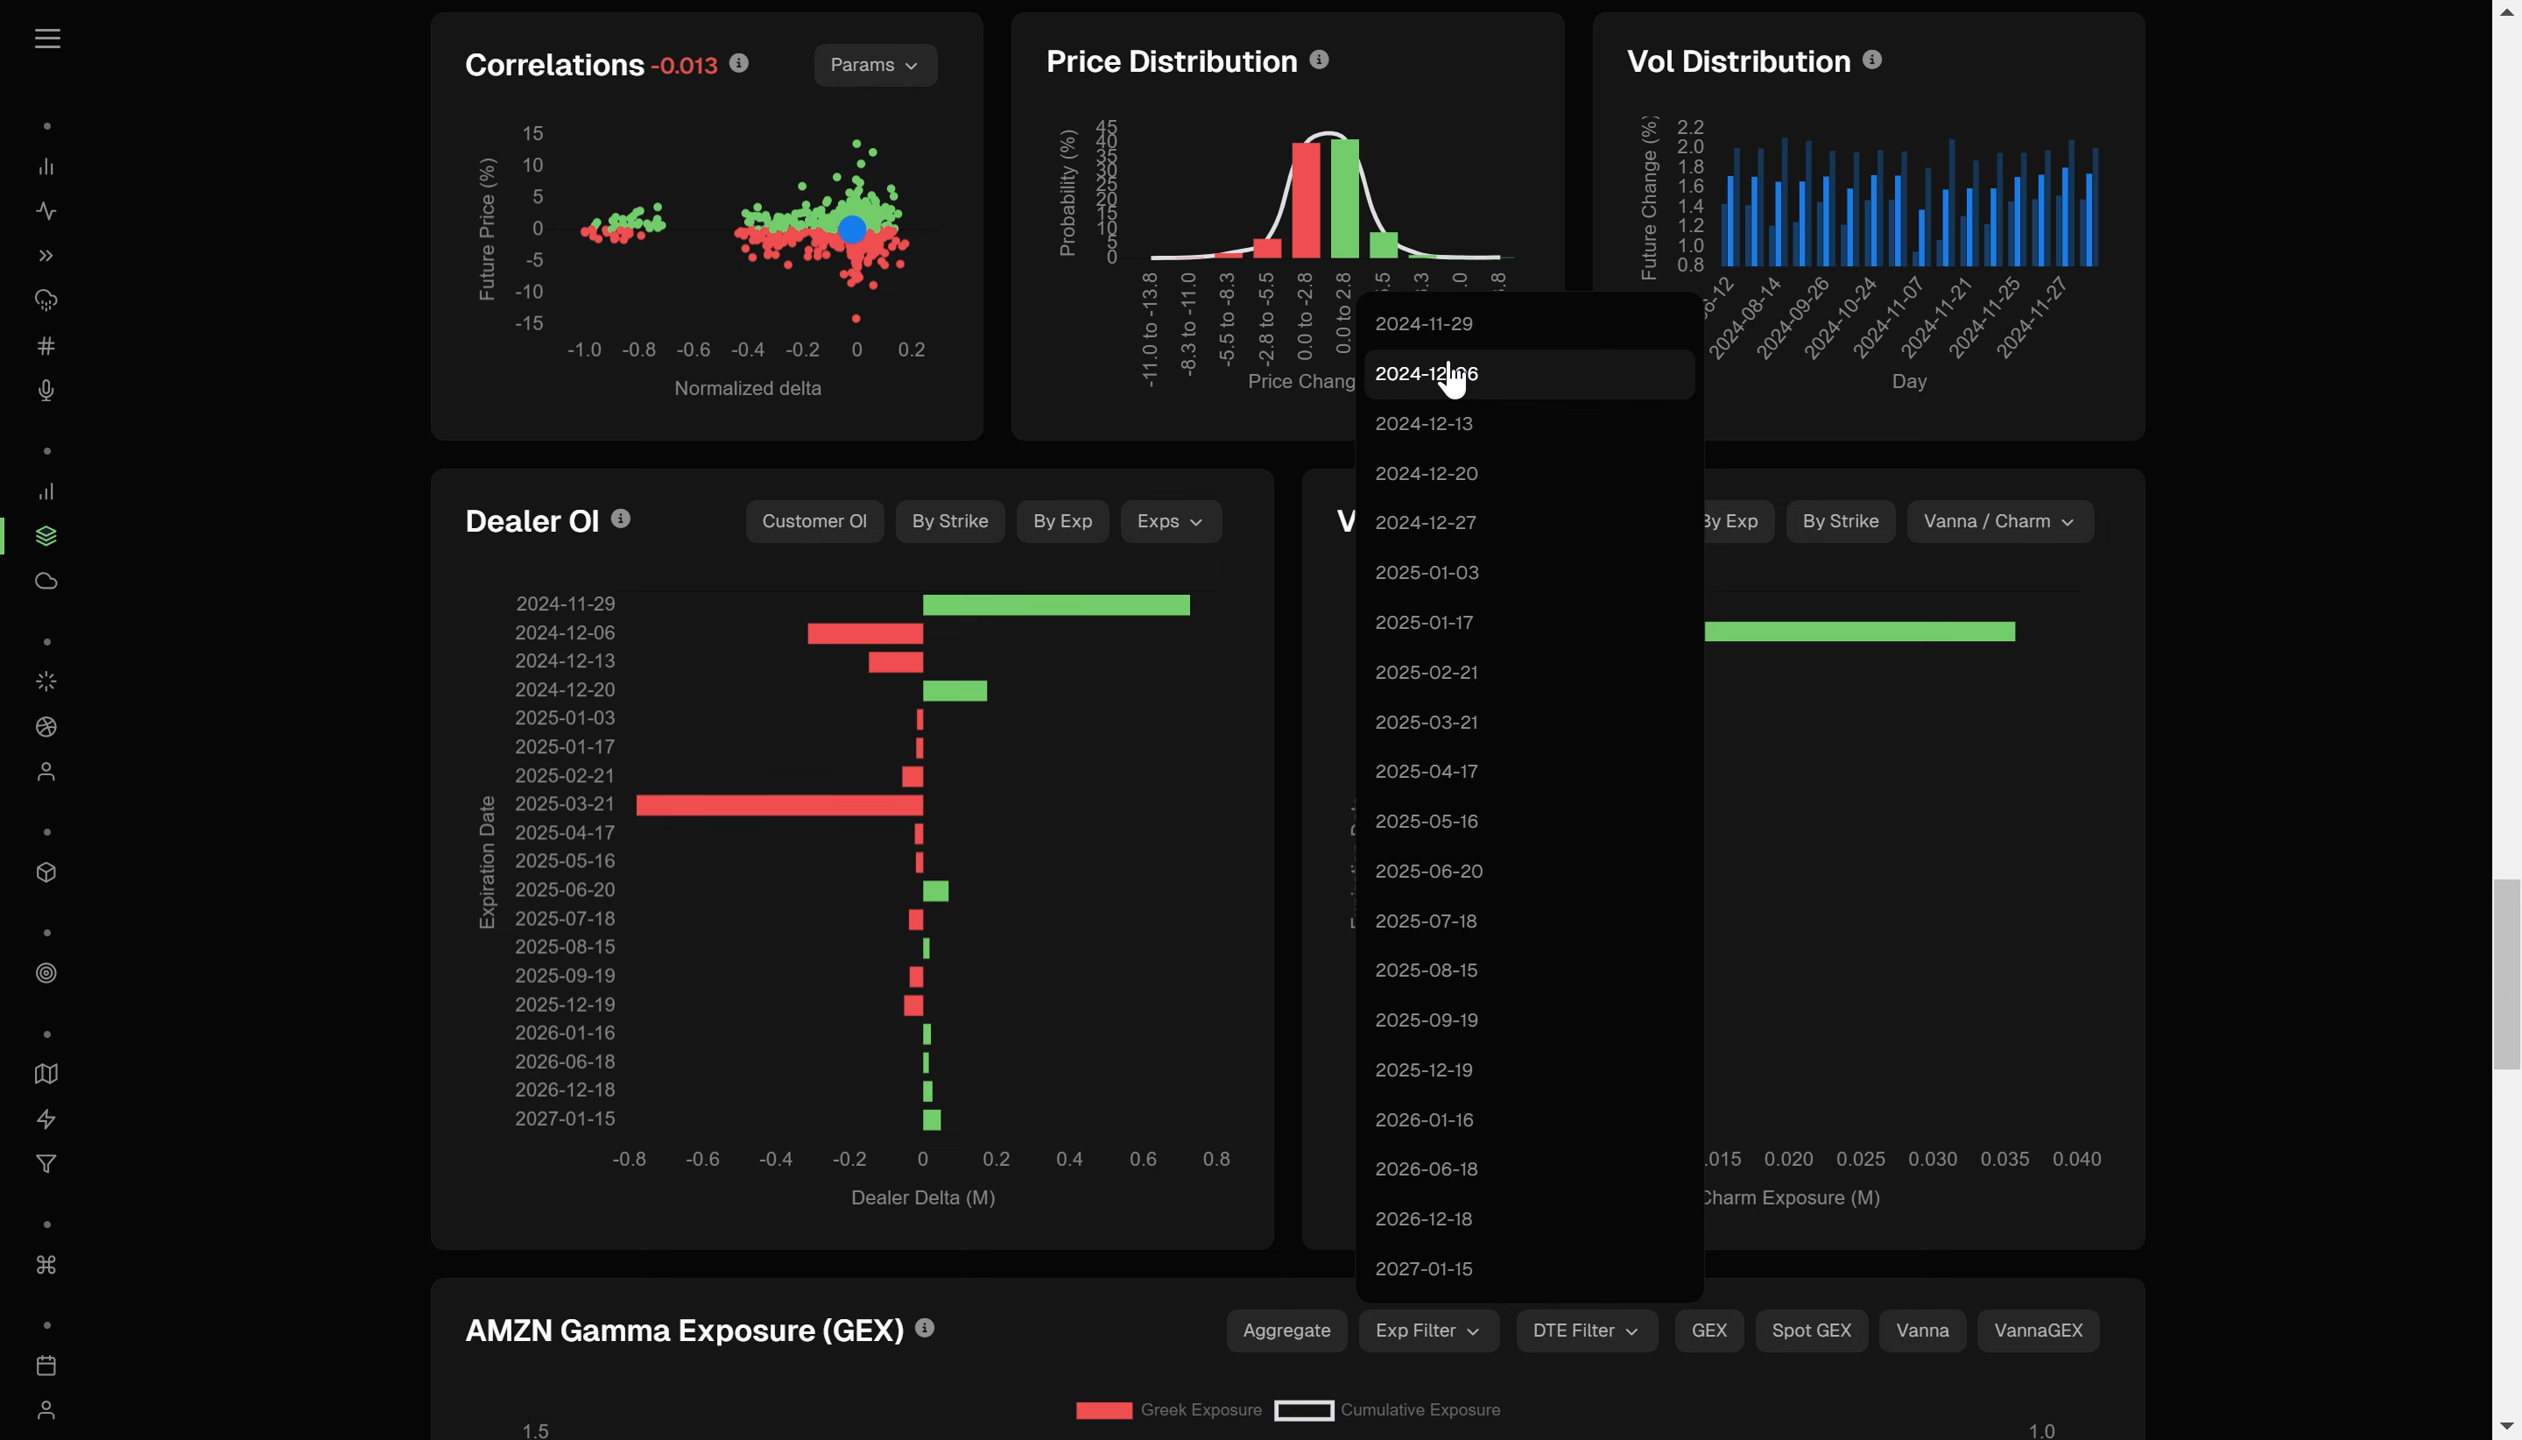 Correlations -0.013
Params
15
10
5
0
-5
-10
-15
Future Price (%)
-1.0 -0.8 -0.6 -0.4 -0.2 0 0.2
Normalized delta
Price Distribution
45
40
35
30
25
20
15
10
5
0
Probability (%)
-11.0 to -13.8
-8.3 to -11.0
-5.5 to -8.3
-2.8 to -5.5
0.0 to -2.8
0.0 to 2.8
Price Chang
Vol Distribution
2.2
2.0
1.8
1.6
1.4
1.2
1.0
0.8
Future Change (%)
2024-08-14
2024-09-26
2024-10-24
2024-11-07
2024-11-21
2024-11-25
2024-11-27
Day
2024-11-29
2024-12-06
2024-12-13
2024-12-20
2024-12-27
2025-01-03
2025-01-17
2025-02-21
2025-03-21
2025-04-17
2025-05-16
2025-06-20
2025-07-18
2025-08-15
2025-09-19
2025-12-19
2026-01-16
2026-06-18
2026-12-18
2027-01-15
Dealer OI
Customer OI
By Strike
By Exp
Exps
Expiration Date
2024-11-29
2024-12-06
2024-12-13
2024-12-20
2025-01-03
2025-01-17
2025-02-21
2025-03-21
2025-04-17
2025-05-16
2025-06-20
2025-07-18
2025-08-15
2025-09-19
2025-12-19
2026-01-16
2026-06-18
2026-12-18
2027-01-15
-0.8 -0.6 -0.4 -0.2 0 0.2 0.4 0.6 0.8
Dealer Delta (M)
By Exp
By Strike
Vanna / Charm
.015 0.020 0.025 0.030 0.035 0.040
Charm Exposure (M)
AMZN Gamma Exposure (GEX)
Aggregate
Exp Filter
DTE Filter
GEX
Spot GEX
Vanna
VannaGEX
Greek Exposure
Cumulative Exposure
1.5
1.0